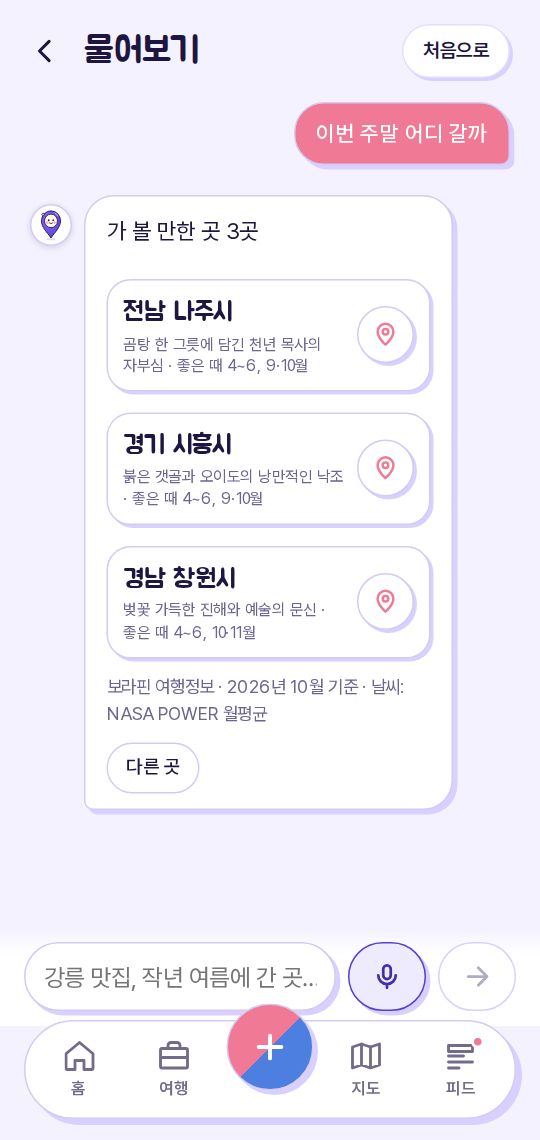 물어보기
처음으로
이번 주말 어디 갈까
가 볼 만한 곳 3곳
전남 나주시
곰탕 한 그릇에 담긴 천년 목사의
자부심 · 좋은 때 4~6, 9·10월
경기 시흥시
붉은 갯골과 오이도의 낭만적인 낙조
· 좋은 때 4~6, 9·10월
경남 창원시
벚꽃 가득한 진해와 예술의 문신 ·
좋은 때 4~6, 10·11월
보라핀 여행정보 · 2026년 10월 기준 · 날씨:
NASA POWER 월평균
다른 곳
강릉 맛집, 작년 여름에 간 곳...
홈
여행
지도
피드